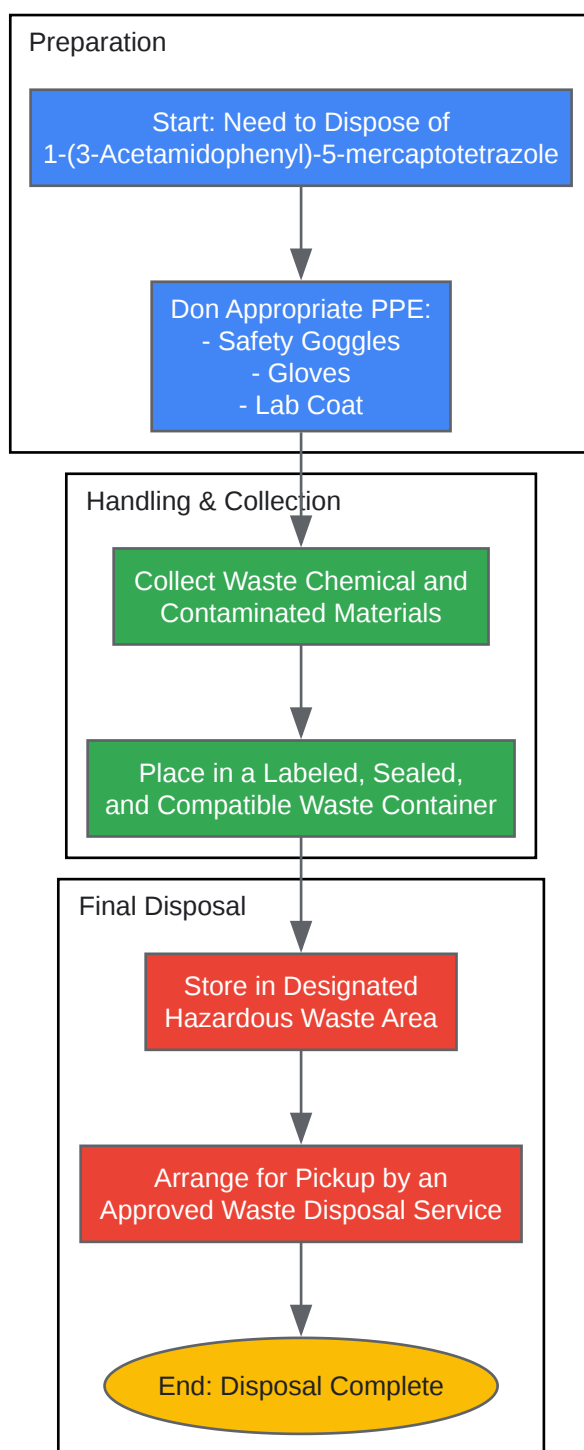 Preparation
Start: Need to Dispose of
1-(3-Acetamidophenyl)-5-mercaptotetrazole
Don Appropriate PPE:
- Safety Goggles
- Gloves
- Lab Coat
Handling & Collection
Collect Waste Chemical and
Contaminated Materials
Place in a Labeled, Sealed,
and Compatible Waste Container
Final Disposal
Store in Designated
Hazardous Waste Area
Arrange for Pickup by an
Approved Waste Disposal Service
End: Disposal Complete